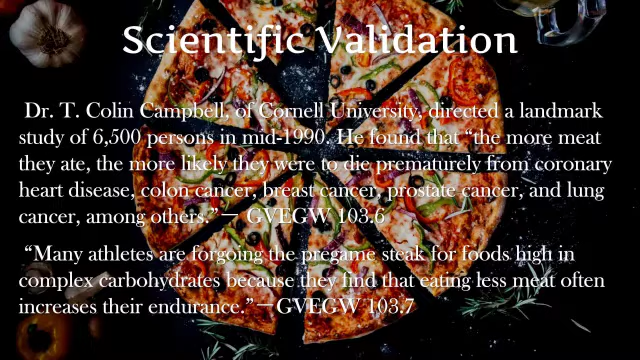 Scientific Validation
Dr. T. Colin Campbell, of Cornell University, directed a landmark
study of 6,500 persons in mid-1990. He found that “the more meat
they ate, the more likely they were to die prematurely from coronary
heart disease, colon cancer, breast cancer, prostate cancer, and lung
cancer, among others.”— GVEGW 103.6
“Many athletes are forgoing the pregame steak for foods high in
complex carbohydrates because they find that eating less meat often
increases their endurance.”—GVEGW 103.7